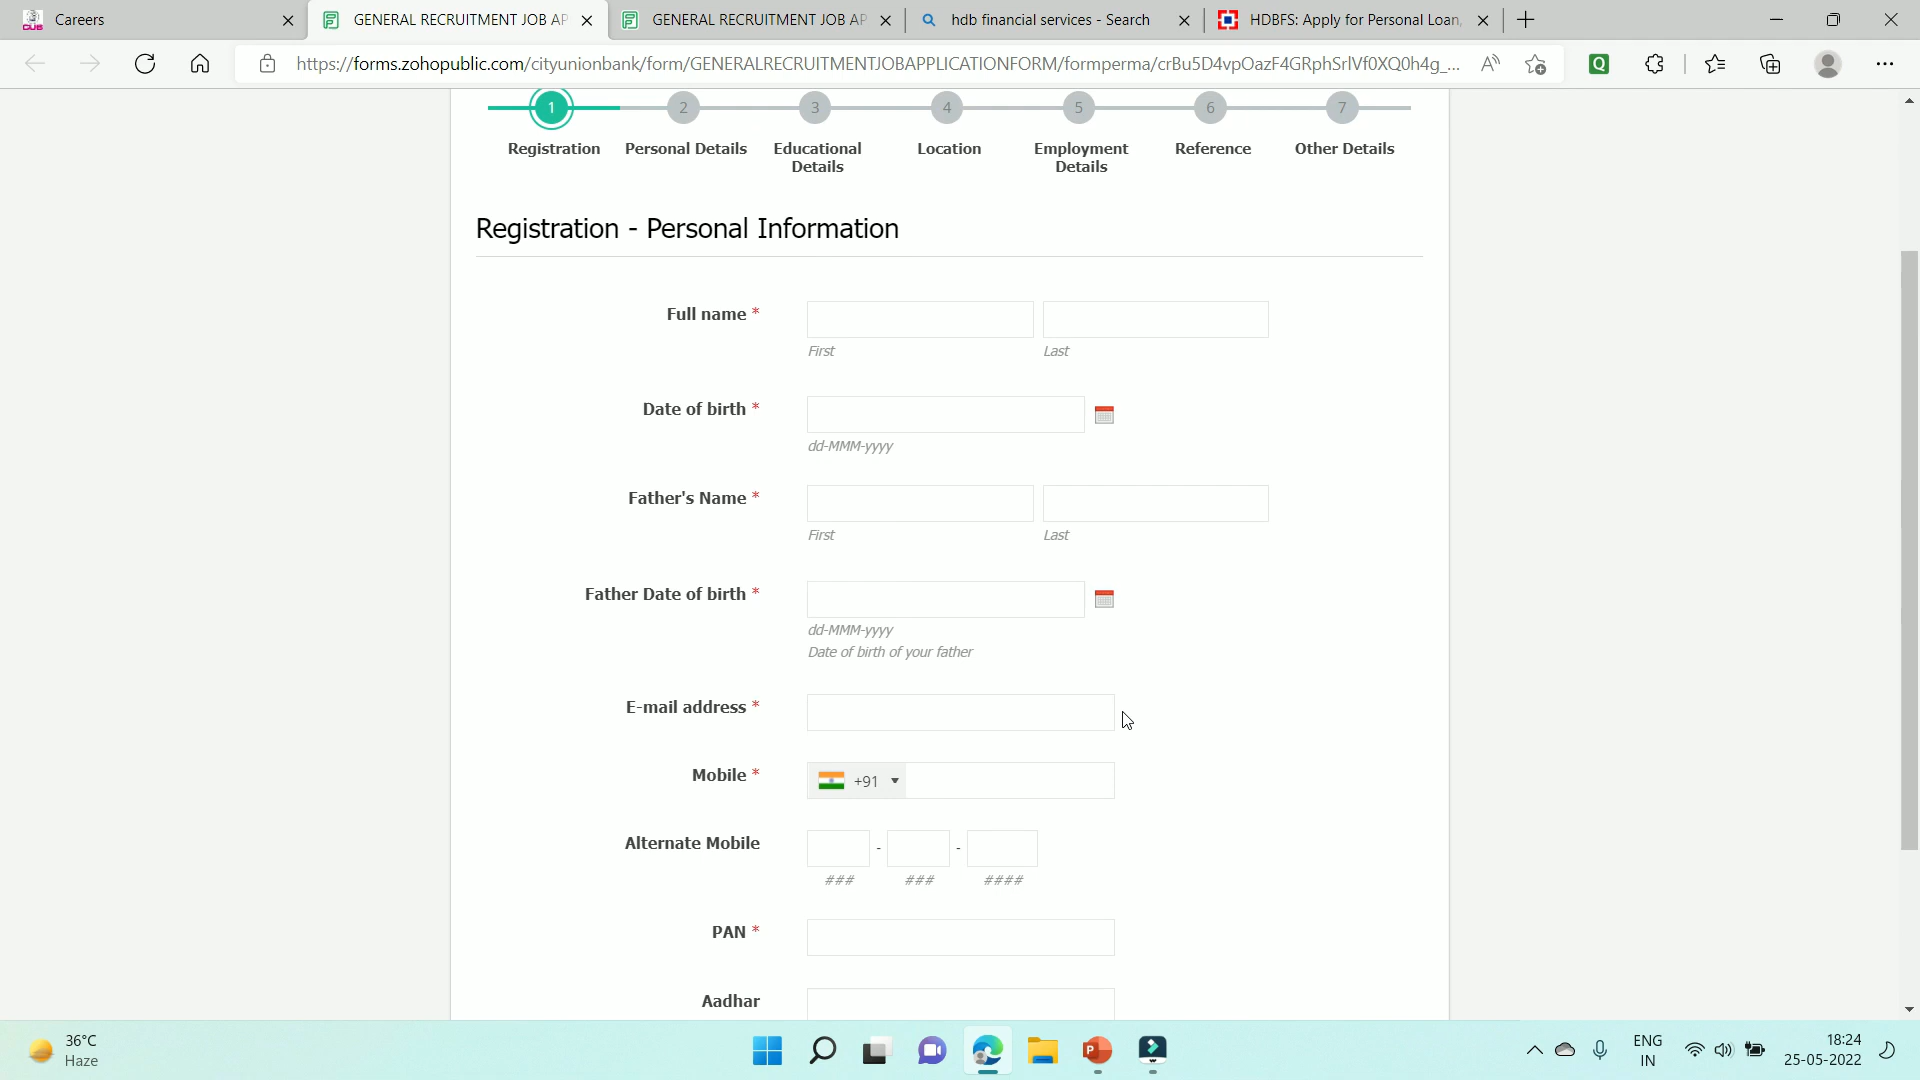 Careers
GENERAL RECRUITMENT JOB AP
GENERAL RECRUITMENT JOB AP
hdb financial services - Search
HDBFS: Apply for Personal Loan,
https://forms.zohopublic.com/cityunionbank/form/GENERALRECRUITMENTJOBAPPLICATIONFORM/formperma/crBu5D4vpOazF4GRphSrlVf0XQ0h4g_...
1 2 3 4 5 6 7
Registration Personal Details Educational Details Location Employment Details Reference Other Details
Registration - Personal Information
Full name *
First Last
Date of birth *
dd-MMM-yyyy
Father's Name *
First Last
Father Date of birth *
dd-MMM-yyyy
Date of birth of your father
E-mail address *
Mobile * +91
Alternate Mobile - -
### ### ####
PAN *
Aadhar
36°C
Haze
ENG
IN
18:24
25-05-2022